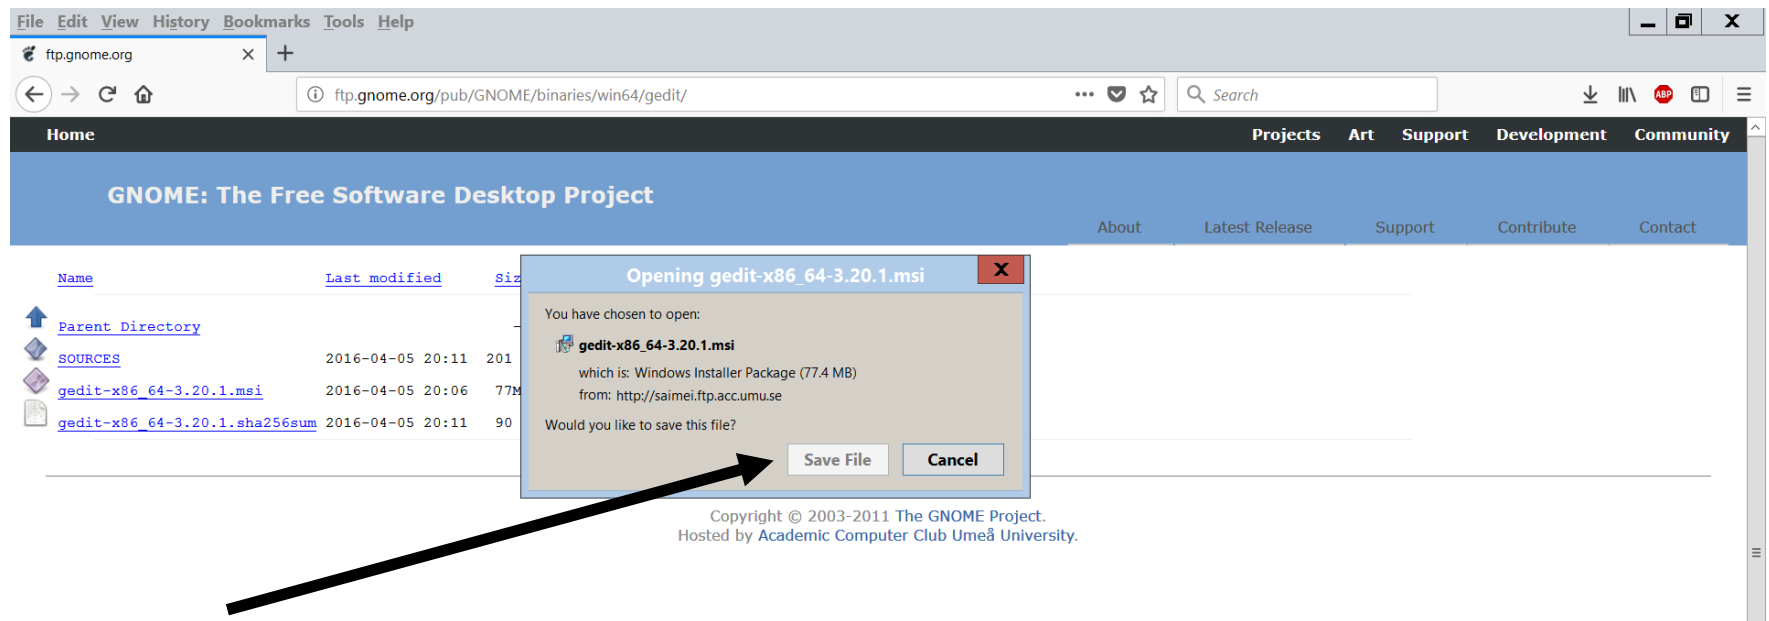 File Edit View History Bookmarks Tools Help
ftp.gnome.org
ftp.gnome.org/pub/GNOME/binaries/win64/gedit/
Search
ABP
Home Projects Art Support Development Community
GNOME: The Free Software Desktop Project
About Latest Release Support Contribute Contact
Name Last modified Siz
Parent Directory -
SOURCES 2016-04-05 20:11 201
gedit-x86_64-3.20.1.msi 2016-04-05 20:06 77M
gedit-x86_64-3.20.1.sha256sum 2016-04-05 20:11 90
Opening gedit-x86_64-3.20.1.msi
X
You have chosen to open:
gedit-x86_64-3.20.1.msi
which is: Windows Installer Package (77.4 MB)
from: http://saimei.ftp.acc.umu.se
Would you like to save this file?
Save File Cancel
Copyright © 2003-2011 The GNOME Project.
Hosted by Academic Computer Club Umeå University.